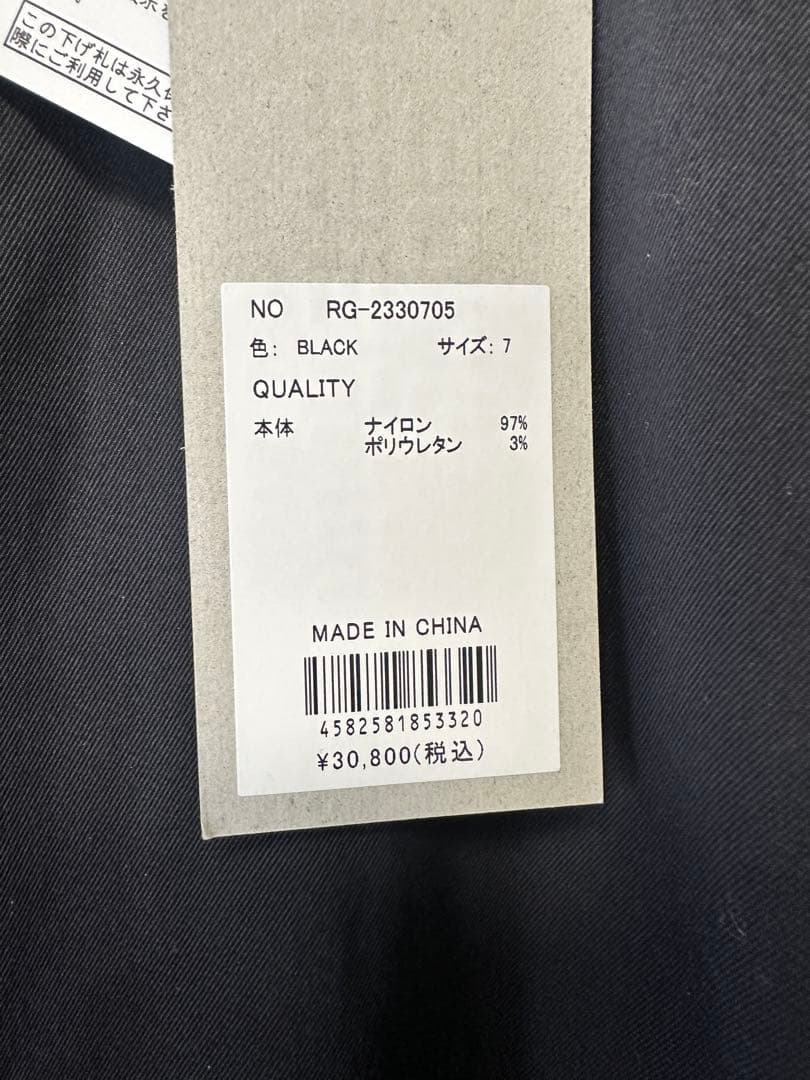 この下げ札は永久保
際にご利用して下さ
NO RG-2330705
色: BLACK サイズ: 7
QUALITY
本体 ナイロン 97%
ポリウレタン 3%
MADE IN CHINA
4582581853320
¥30,800(税込)